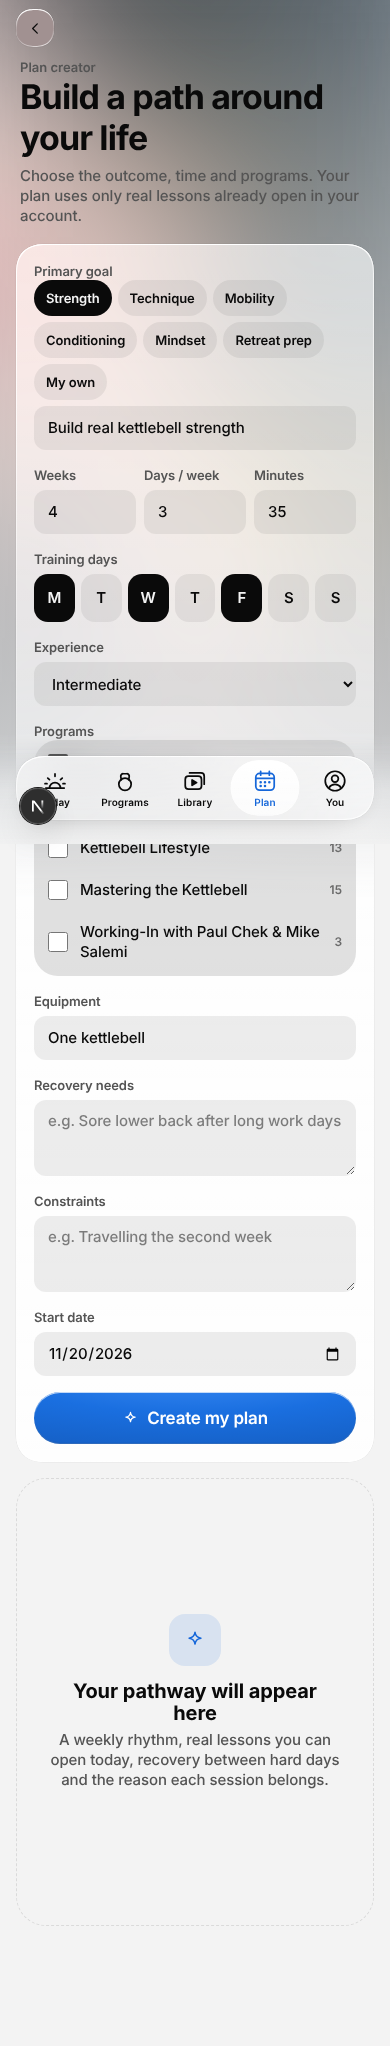 Plan creator
Build a path around
your life
Choose the outcome, time and programs. Your
plan uses only real lessons already open in your
account.
Primary goal
Strength Technique Mobility
Conditioning Mindset Retreat prep
My own
Build real kettlebell strength
Weeks Days / week Minutes
4 3 35
Training days
M T W T F S S
Experience
Intermediate
Programs
N Programs Library Plan You
Kettlebell Lifestyle 13
Mastering the Kettlebell 15
Working-In with Paul Chek & Mike
Salemi 3
Equipment
One kettlebell
Recovery needs
e.g. Sore lower back after long work days
Constraints
e.g. Travelling the second week
Start date
11/20/2026
Create my plan
Your pathway will appear
here
A weekly rhythm, real lessons you can
open today, recovery between hard days
and the reason each session belongs.